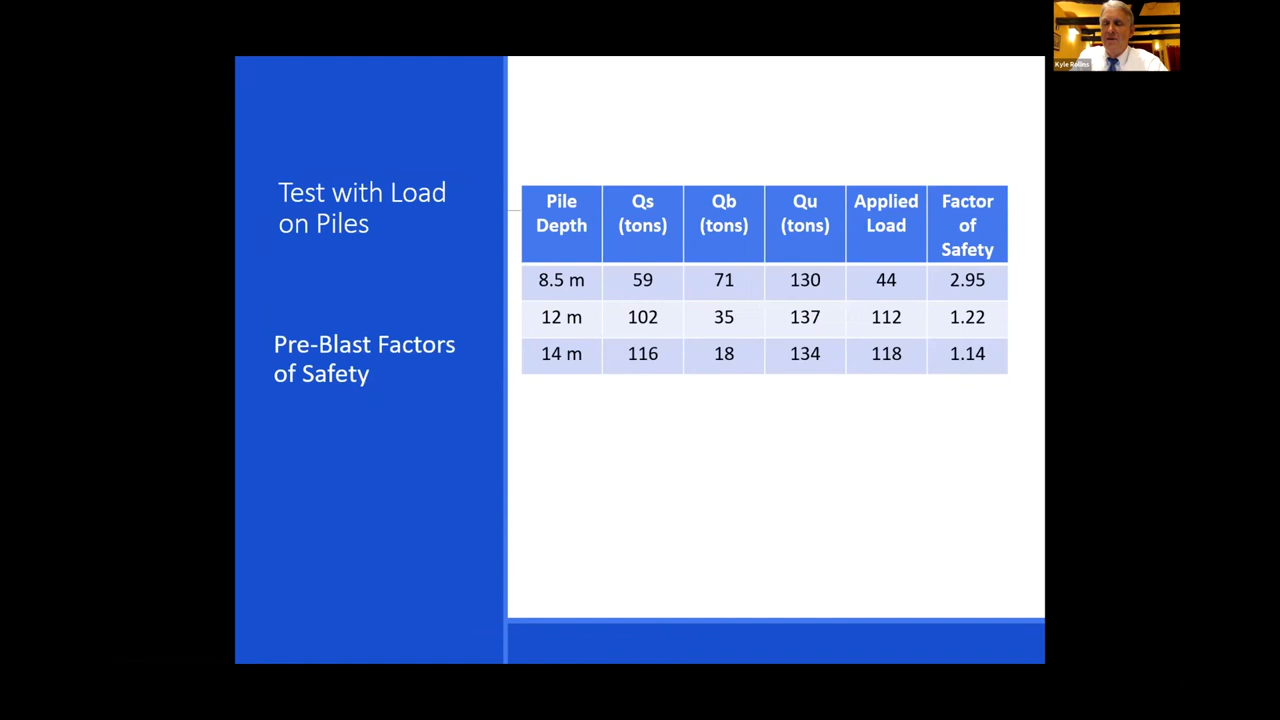 Kyle Rollins
Test with Load
on Piles
Pre-Blast Factors
of Safety
Pile Depth Qs (tons) Qb (tons) Qu (tons) Applied Load Factor of Safety
8.5 m 59 71 130 44 2.95
12 m 102 35 137 112 1.22
14 m 116 18 134 118 1.14